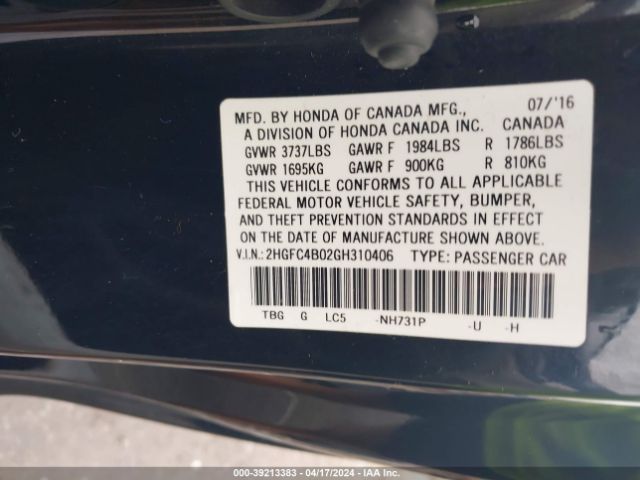 MFD. BY HONDA OF CANADA MFG., 07/'16
A DIVISION OF HONDA CANADA INC. CANADA
GVWR 3737LBS GAWR F 1984LBS R 1786LBS
GVWR 1695KG GAWR F 900KG R 810KG
THIS VEHICLE CONFORMS TO ALL APPLICABLE
FEDERAL MOTOR VEHICLE SAFETY, BUMPER,
AND THEFT PREVENTION STANDARDS IN EFFECT
ON THE DATE OF MANUFACTURE SHOWN ABOVE.
V.I.N.: 2HGFC4B02GH310406 TYPE: PASSENGER CAR
TBG G LC5 -NH731P -U -H
000-39213383 - 04/17/2024 - IAAI.COM